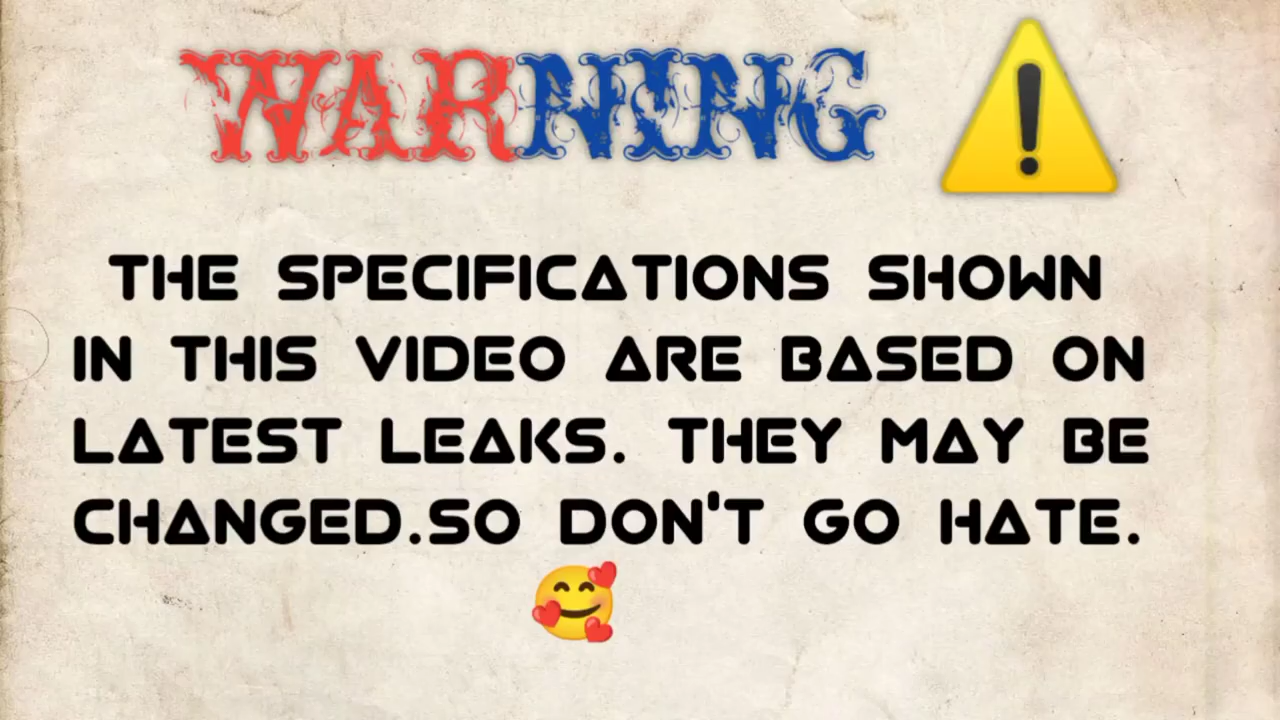 WARNING ⚠️
THE SPECIFICATIONS SHOWN
IN THIS VIDEO ARE BASED ON
LATEST LEAKS. THEY MAY BE
CHANGED.SO DON'T GO HATE.
🥰